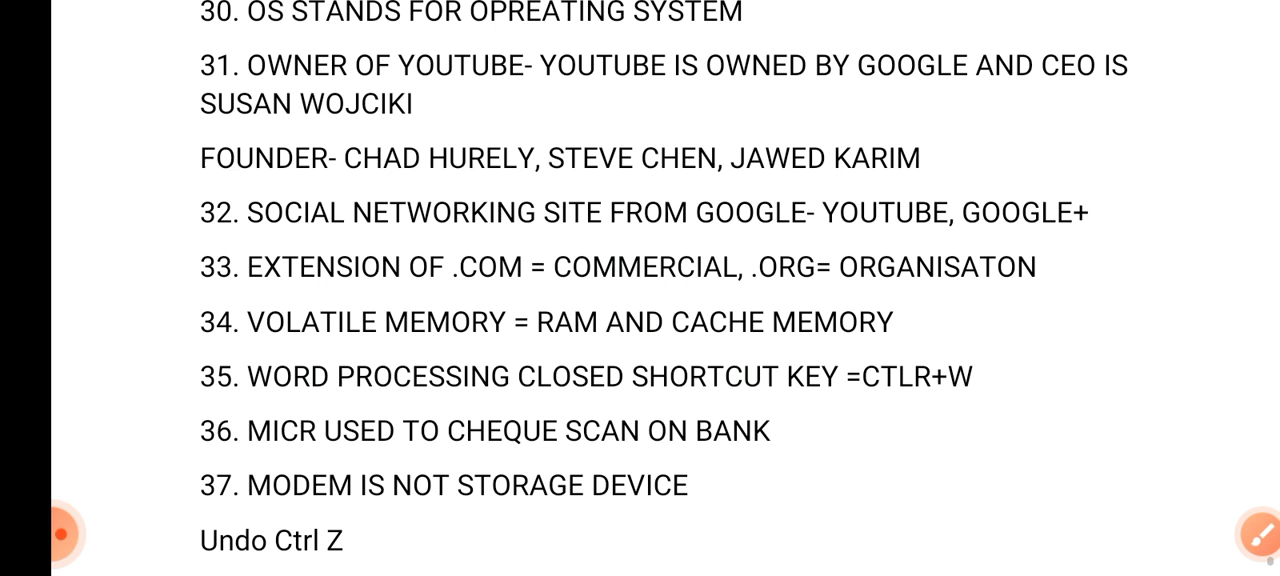 30. OS STANDS FOR OPREATING SYSTEM
31. OWNER OF YOUTUBE- YOUTUBE IS OWNED BY GOOGLE AND CEO IS
SUSAN WOJCIKI
FOUNDER- CHAD HURELY, STEVE CHEN, JAWED KARIM
32. SOCIAL NETWORKING SITE FROM GOOGLE- YOUTUBE, GOOGLE+
33. EXTENSION OF .COM = COMMERCIAL, .ORG= ORGANISATON
34. VOLATILE MEMORY = RAM AND CACHE MEMORY
35. WORD PROCESSING CLOSED SHORTCUT KEY =CTLR+W
36. MICR USED TO CHEQUE SCAN ON BANK
37. MODEM IS NOT STORAGE DEVICE
Undo Ctrl Z